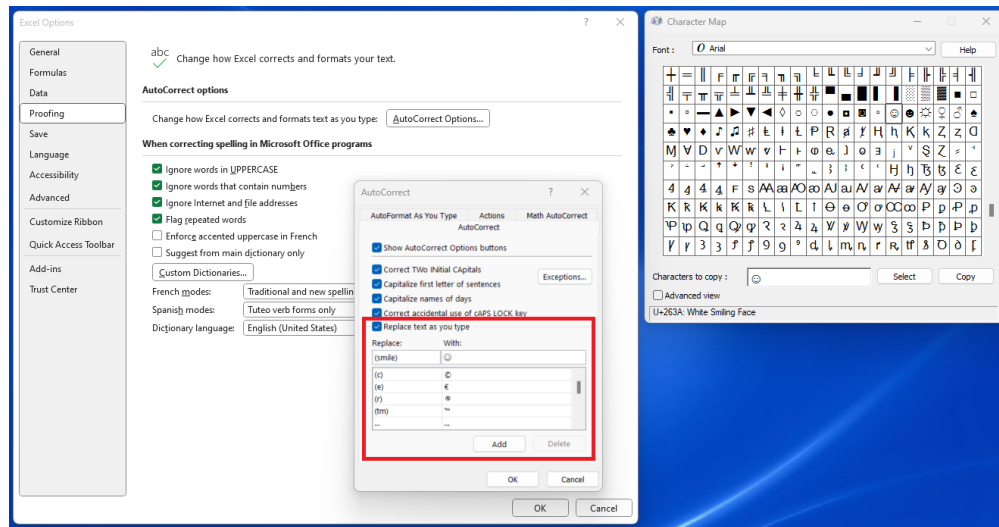 Excel Options
?
General
Formulas
Data
Proofing
Save
Language
Accessibility
Advanced
Customize Ribbon
Quick Access Toolbar
Add-ins
Trust Center
abc
Change how Excel corrects and formats your text.
AutoCorrect options
Change how Excel corrects and formats text as you type:
AutoCorrect Options...
When correcting spelling in Microsoft Office programs
Ignore words in UPPERCASE
Ignore words that contain numbers
Ignore Internet and file addresses
Flag repeated words
Enforce accented uppercase in French
Suggest from main dictionary only
Custom Dictionaries...
French modes:
Traditional and new spellin
Spanish modes:
Tuteo verb forms only
Dictionary language:
English (United States)
OK
Cancel
AutoCorrect
?
AutoFormat As You Type
Actions
Math AutoCorrect
AutoCorrect
Show AutoCorrect Options buttons
Correct TWo INitial CApitals
Capitalize first letter of sentences
Capitalize names of days
Correct accidental use of cAPS LOCK key
Exceptions...
Replace text as you type
Replace:
With:
(smile) ☺
(c) ©
(e) €
(r) ®
(tm) ™
... …
Add
Delete
OK
Cancel
Character Map
Font :
O Arial
Help
Characters to copy :
☺
Select
Copy
Advanced view
U+263A: White Smiling Face